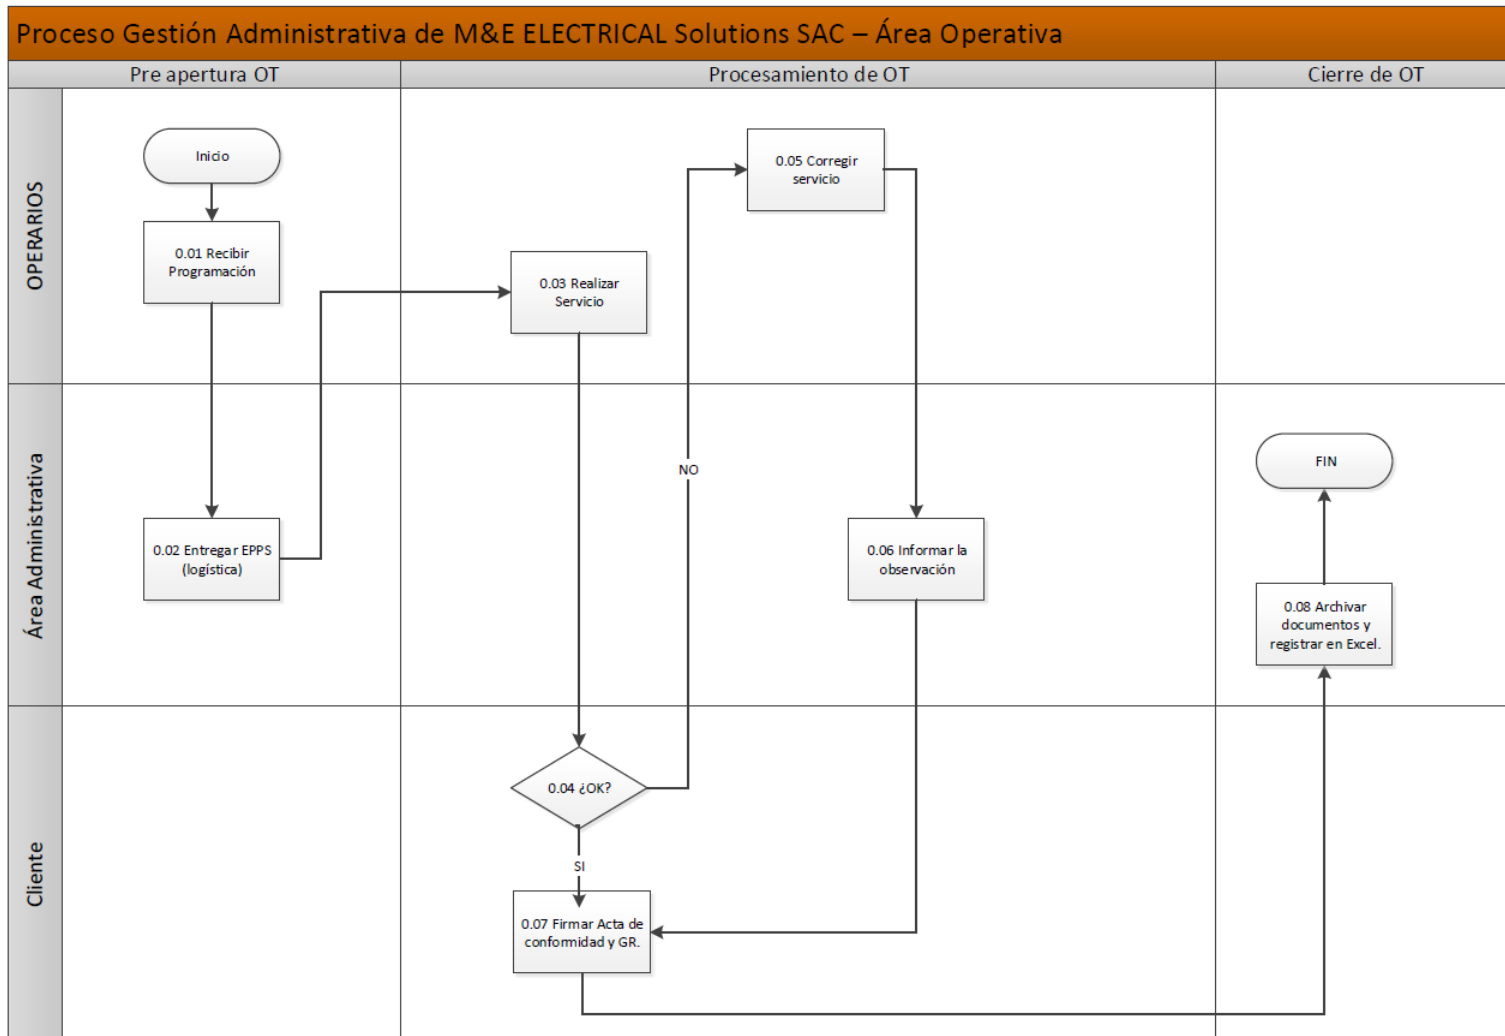 Proceso Gestión Administrativa de M&E ELECTRICAL Solutions SAC – Área Operativa
Pre apertura OT
Procesamiento de OT
Cierre de OT
OPERARIOS
Inicio
0.01 Recibir
Programación
0.03 Realizar
Servicio
0.05 Corregir
servicio
Área Administrativa
0.02 Entregar EPPS
(logística)
NO
0.06 Informar la
observación
FIN
0.08 Archivar
documentos y
registrar en Excel.
Cliente
0.04 ¿OK?
SI
0.07 Firmar Acta de
conformidad y GR.